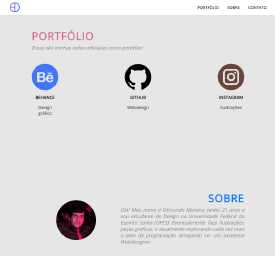 PORTFÓLIO SOBRE CONTATO
PORTFÓLIO
Essas são minhas redes utilizadas como portfólio!
BEHANCE GITHUB INSTAGRAM
Design Webdesign Ilustrações
gráfico
SOBRE
Olá! Meu nome é Edmundo Moreira, tenho 21 anos e
sou estudante de Design na Universidade Federal do
Espírito Santo (UFES). Eventualmente faço ilustrações,
peças gráficas e atualmente explorando cada vez mais
o lado da programação almejando ser um excelente
Webdesigner.